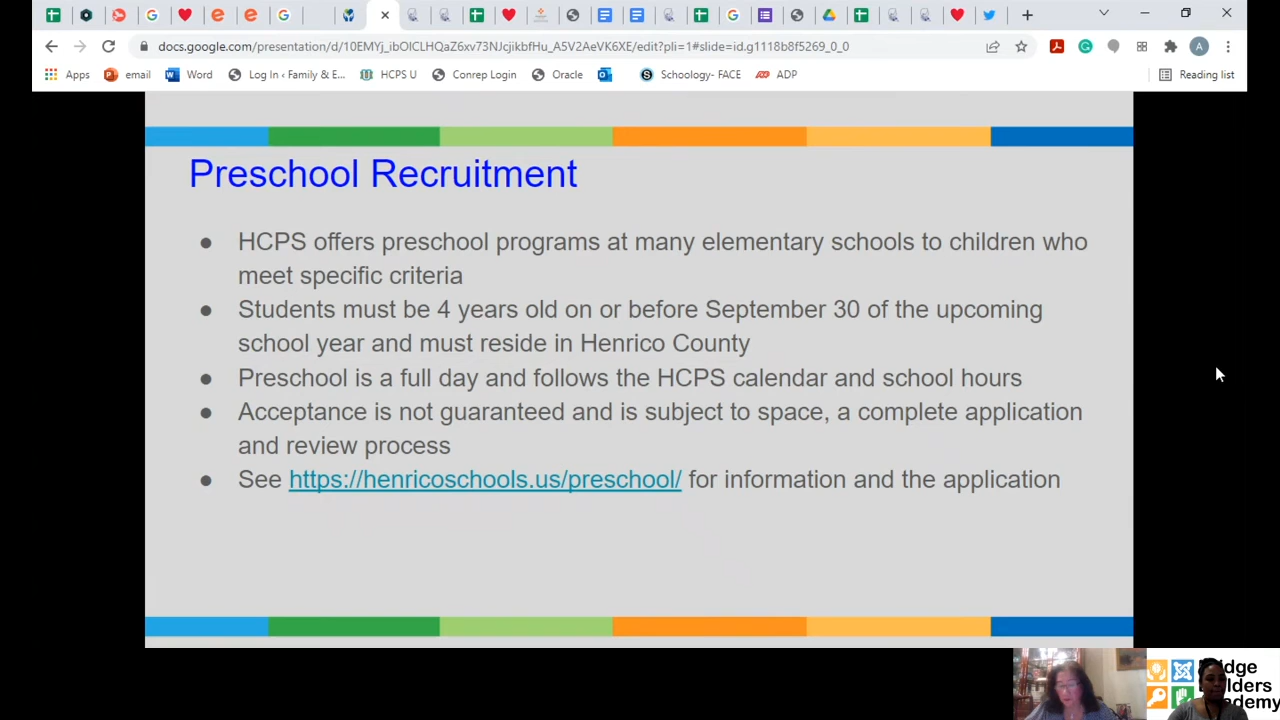 docs.google.com/presentation/d/10EMYj_ibOICLHQaZ6xv73NJcjikbfHu_A5V2AeVK6XE/edit?pli=1#slide=id.g1118b8f5269_0_0
A
Apps email Word Log In ‹ Family & E... HCPS U Conrep Login Oracle Schoology- FACE ADP Reading list
Preschool Recruitment
● HCPS offers preschool programs at many elementary schools to children who
meet specific criteria
● Students must be 4 years old on or before September 30 of the upcoming
school year and must reside in Henrico County
● Preschool is a full day and follows the HCPS calendar and school hours
● Acceptance is not guaranteed and is subject to space, a complete application
and review process
● See https://henricoschools.us/preschool/ for information and the application